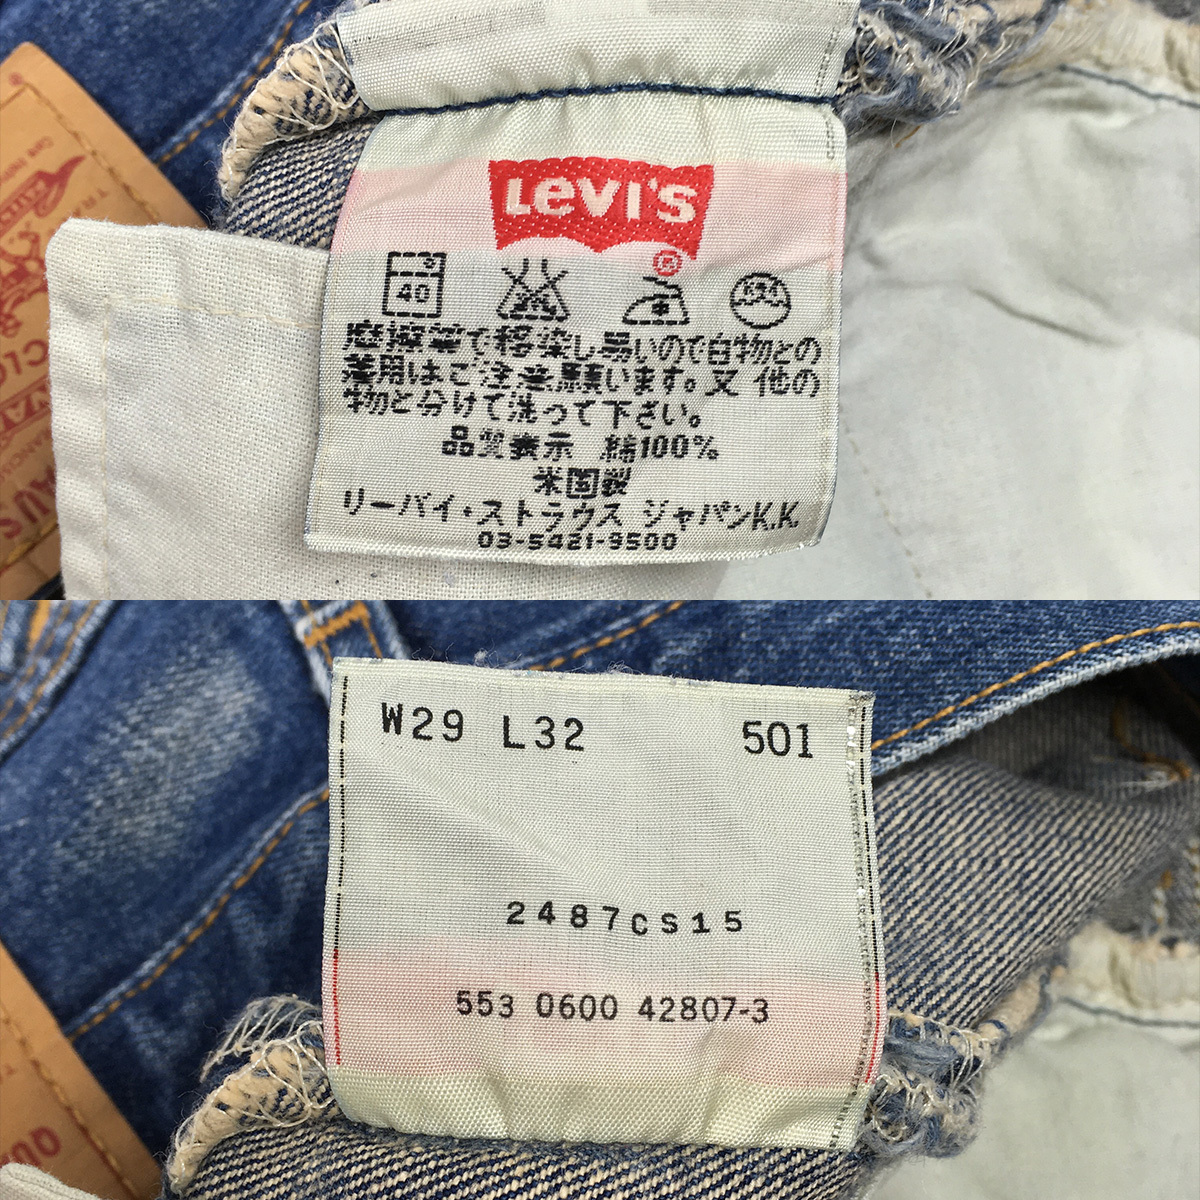 LEVI'S
®
40
摩擦等で移染し易いので白物との
着用はご注意願います。又 他の
物と分けて洗って下さい。
品質表示 綿100%
米国製
リーバイ・ストラウス ジャパンK.K.
03-5421-9500
W29 L32 501
2487CS15
553 0600 42807-3